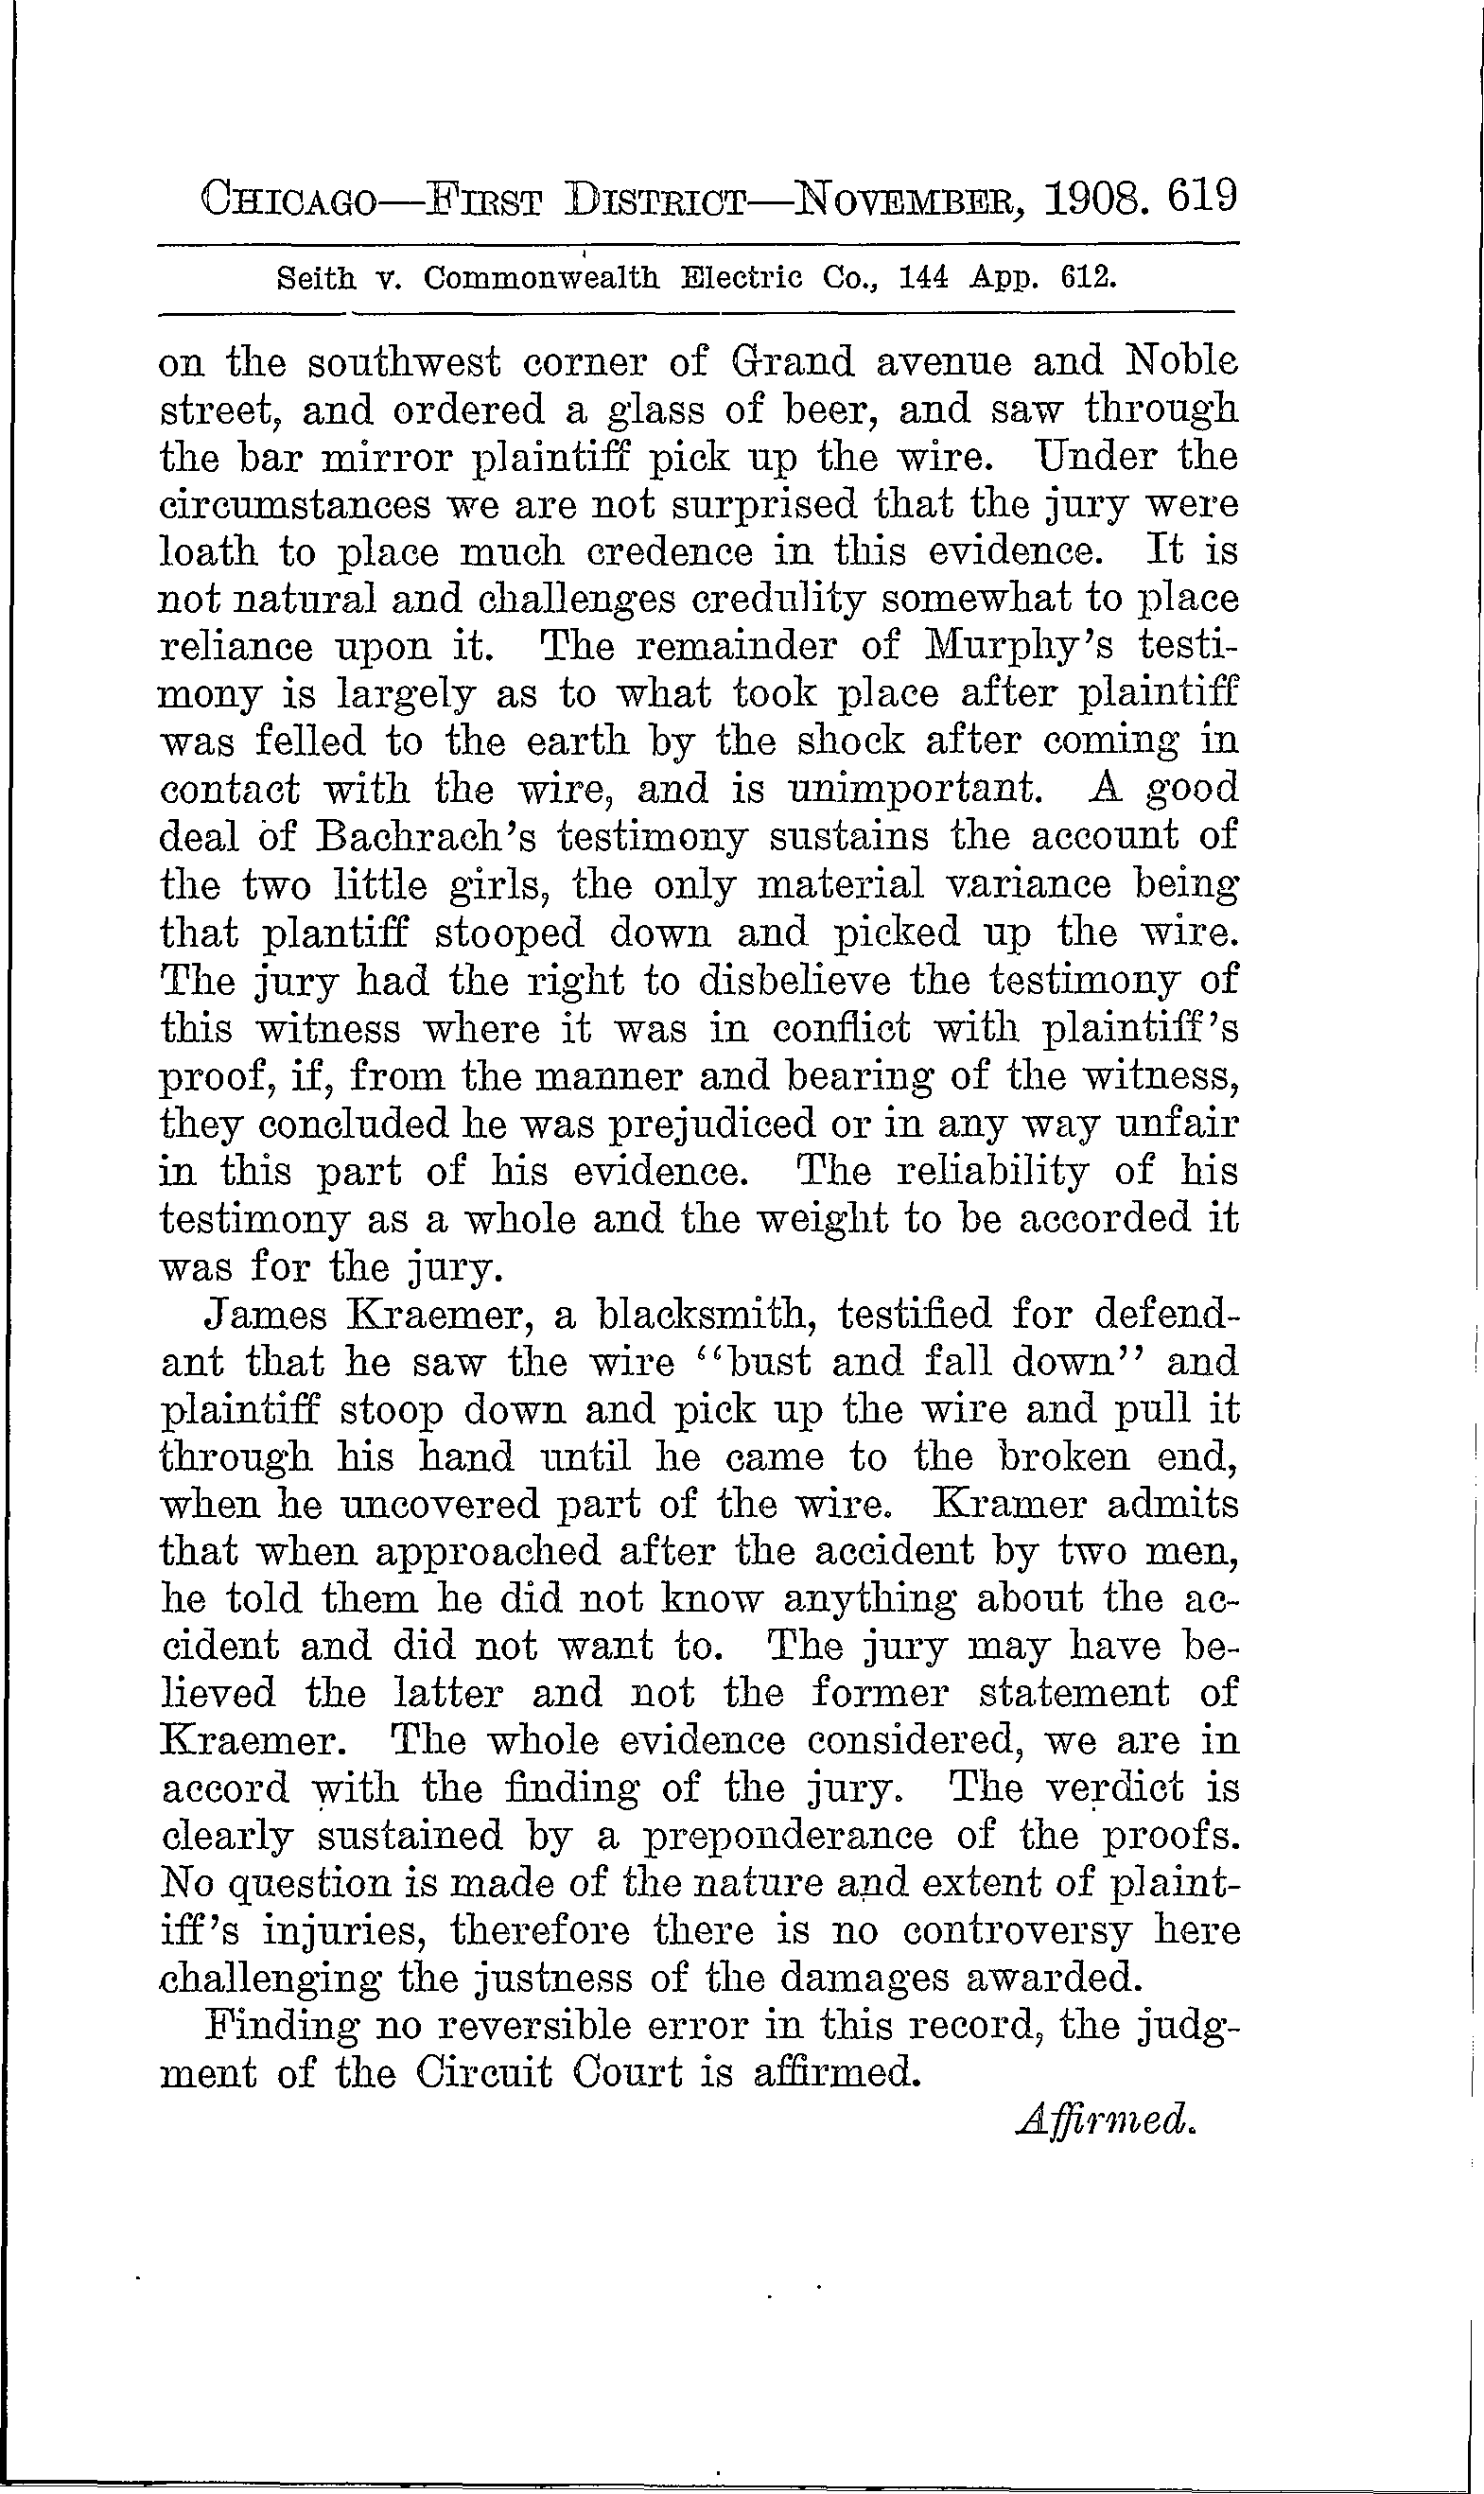 CHICAGO—FIRST DISTRICT—NOVEMBER, 1908. 619
Seith v. Commonwealth Electric Co., 144 App. 612.
on the southwest corner of Grand avenue and Noble
street, and ordered a glass of beer, and saw through
the bar mirror plaintiff pick up the wire. Under the
circumstances we are not surprised that the jury were
loath to place much credence in this evidence. It is
not natural and challenges credulity somewhat to place
reliance upon it. The remainder of Murphy's testi-
mony is largely as to what took place after plaintiff
was felled to the earth by the shock after coming in
contact with the wire, and is unimportant. A good
deal of Bachrach's testimony sustains the account of
the two little girls, the only material variance being
that plantiff stooped down and picked up the wire.
The jury had the right to disbelieve the testimony of
this witness where it was in conflict with plaintiff's
proof, if, from the manner and bearing of the witness,
they concluded he was prejudiced or in any way unfair
in this part of his evidence. The reliability of his
testimony as a whole and the weight to be accorded it
was for the jury.
James Kraemer, a blacksmith, testified for defend-
ant that he saw the wire "bust and fall down" and
plaintiff stoop down and pick up the wire and pull it
through his hand until he came to the broken end,
when he uncovered part of the wire. Kramer admits
that when approached after the accident by two men,
he told them he did not know anything about the ac-
cident and did not want to. The jury may have be-
lieved the latter and not the former statement of
Kraemer. The whole evidence considered, we are in
accord with the finding of the jury. The verdict is
clearly sustained by a preponderance of the proofs.
No question is made of the nature and extent of plaint-
iff's injuries, therefore there is no controversy here
challenging the justness of the damages awarded.
Finding no reversible error in this record, the judg-
ment of the Circuit Court is affirmed.
Affirmed.